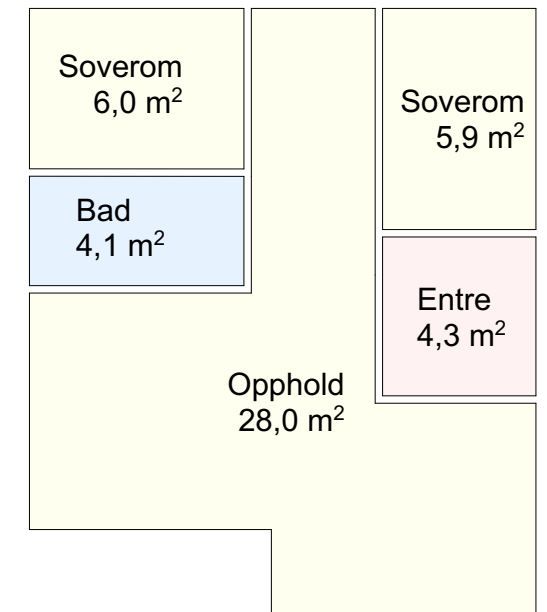 Soverom
6,0 m²
Soverom
5,9 m²
Bad
4,1 m²
Entre
4,3 m²
Opphold
28,0 m²